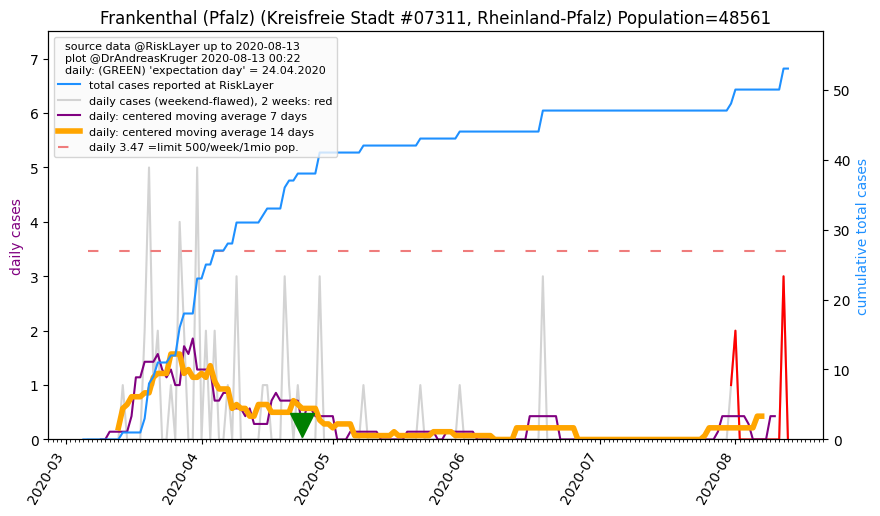 Frankenthal (Pfalz) (Kreisfreie Stadt #07311, Rheinland-Pfalz) Population=48561
source data @RiskLayer up to 2020-08-13
plot @DrAndreasKruger 2020-08-13 00:22
daily: (GREEN) 'expectation day' = 24.04.2020
total cases reported at RiskLayer
daily cases (weekend-flawed), 2 weeks: red
daily: centered moving average 7 days
daily: centered moving average 14 days
daily 3.47 =limit 500/week/1mio pop.
daily cases
7
6
5
4
3
2
1
0
cumulative total cases
50
40
30
20
10
0
2020-03
2020-04
2020-05
2020-06
2020-07
2020-08